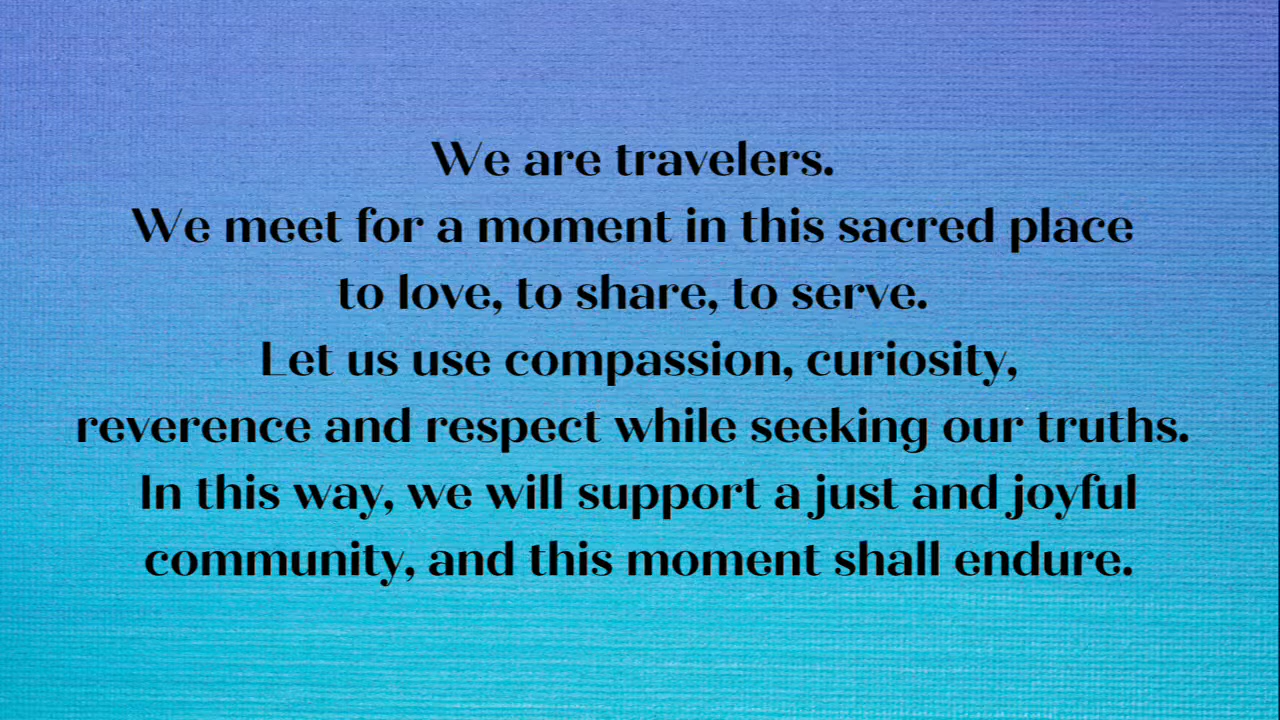 We are travelers.
We meet for a moment in this sacred place
to love, to share, to serve.
Let us use compassion, curiosity,
reverence and respect while seeking our truths.
In this way, we will support a just and joyful
community, and this moment shall endure.